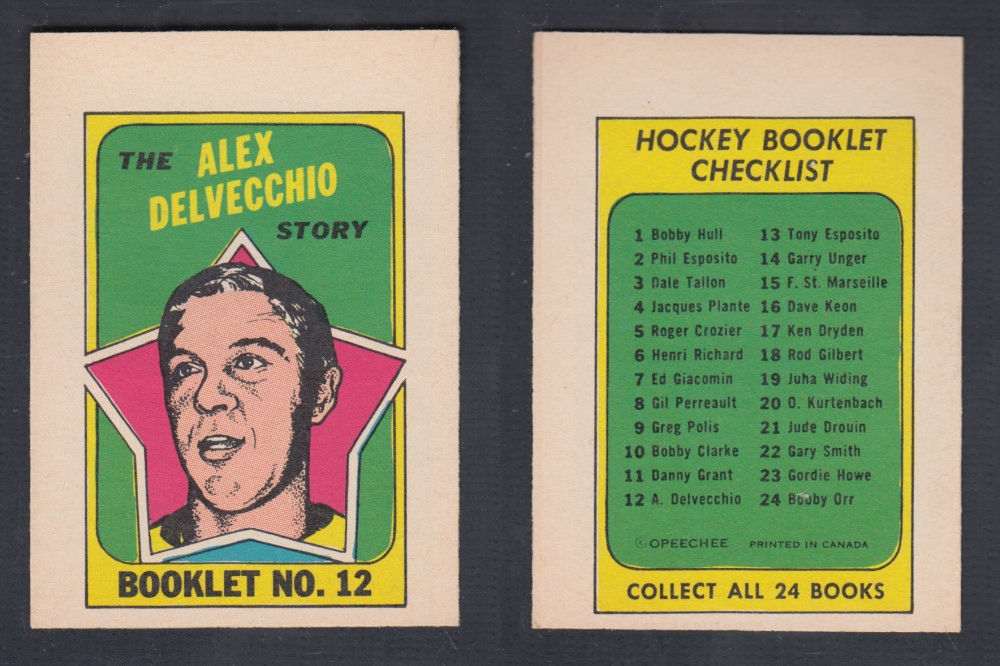 THE ALEX
DELVECCHIO
STORY
BOOKLET NO. 12
HOCKEY BOOKLET
CHECKLIST
1 Bobby Hull 13 Tony Esposito
2 Phil Esposito 14 Garry Unger
3 Dale Tallon 15 F. St. Marseille
4 Jacques Plante 16 Dave Keon
5 Roger Crozier 17 Ken Dryden
6 Henri Richard 18 Rod Gilbert
7 Ed Giacomin 19 Juha Widing
8 Gil Perreault 20 O. Kurtenbach
9 Greg Polis 21 Jude Drouin
10 Bobby Clarke 22 Gary Smith
11 Danny Grant 23 Gordie Howe
12 A. Delvecchio 24 Bobby Orr
© OPEECHEE PRINTED IN CANADA
COLLECT ALL 24 BOOKS